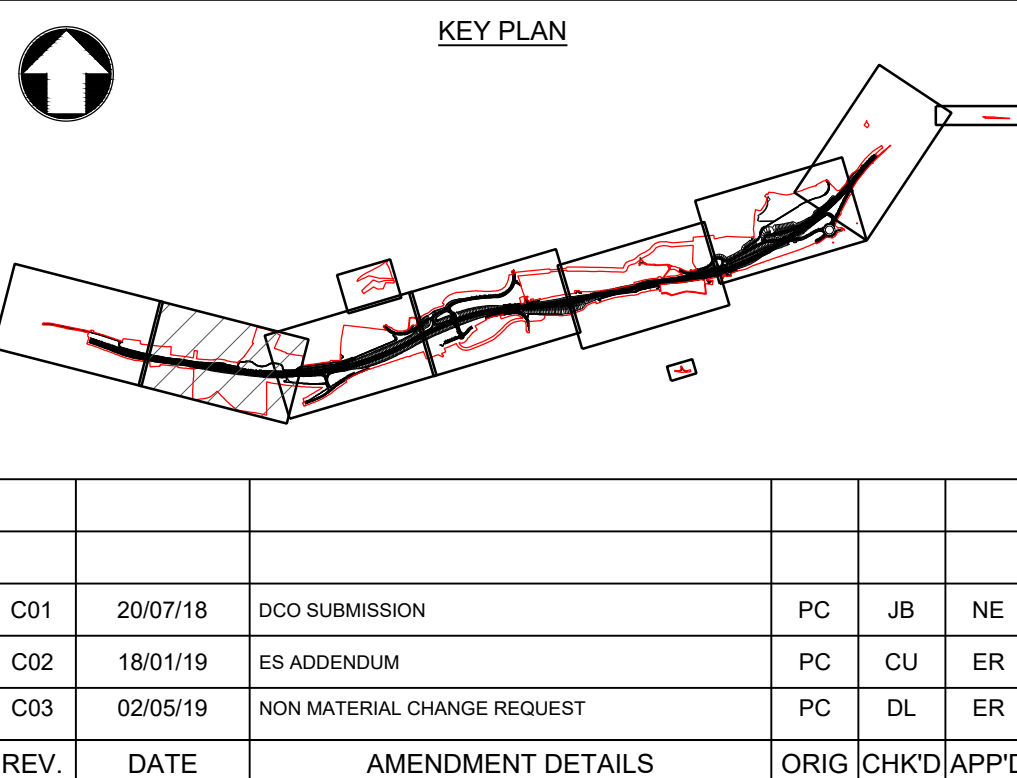 KEY PLAN
C01 20/07/18 DCO SUBMISSION PC JB NE
C02 18/01/19 ES ADDENDUM PC CU ER
C03 02/05/19 NON MATERIAL CHANGE REQUEST PC DL ER
REV. DATE AMENDMENT DETAILS ORIG CHK'D APP'D